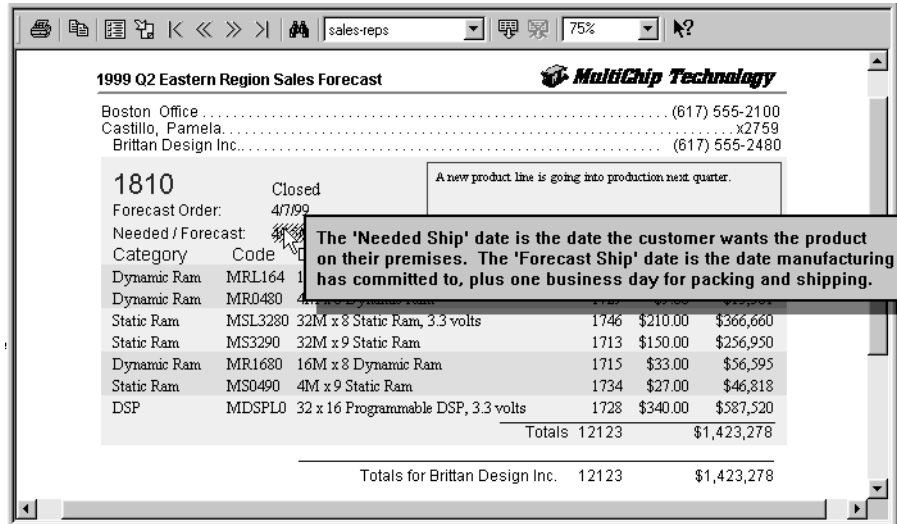 sales-reps 75%
1999 Q2 Eastern Region Sales Forecast MultiChip Technology
Boston Office (617) 555-2100
Castillo, Pamela. x2759
Brittan Design Inc. (617) 555-2480
1810 Closed
A new product line is going into production next quarter.
Forecast Order: 4/7/99
Needed / Forecast:
The 'Needed Ship' date is the date the customer wants the product
on their premises. The 'Forecast Ship' date is the date manufacturing
has committed to, plus one business day for packing and shipping.
Category Code
Dynamic Ram MRL164
Dynamic Ram MR0480
Static Ram MSL3280 32M x 8 Static Ram, 3.3 volts 1746 $210.00 $366,660
Static Ram MS3290 32M x 9 Static Ram 1713 $150.00 $256,950
Dynamic Ram MR1680 16M x 8 Dynamic Ram 1715 $33.00 $56,595
Static Ram MS0490 4M x 9 Static Ram 1734 $27.00 $46,818
DSP MDSPL0 32 x 16 Programmable DSP, 3.3 volts 1728 $340.00 $587,520
Totals 12123 $1,423,278
Totals for Brittan Design Inc. 12123 $1,423,278